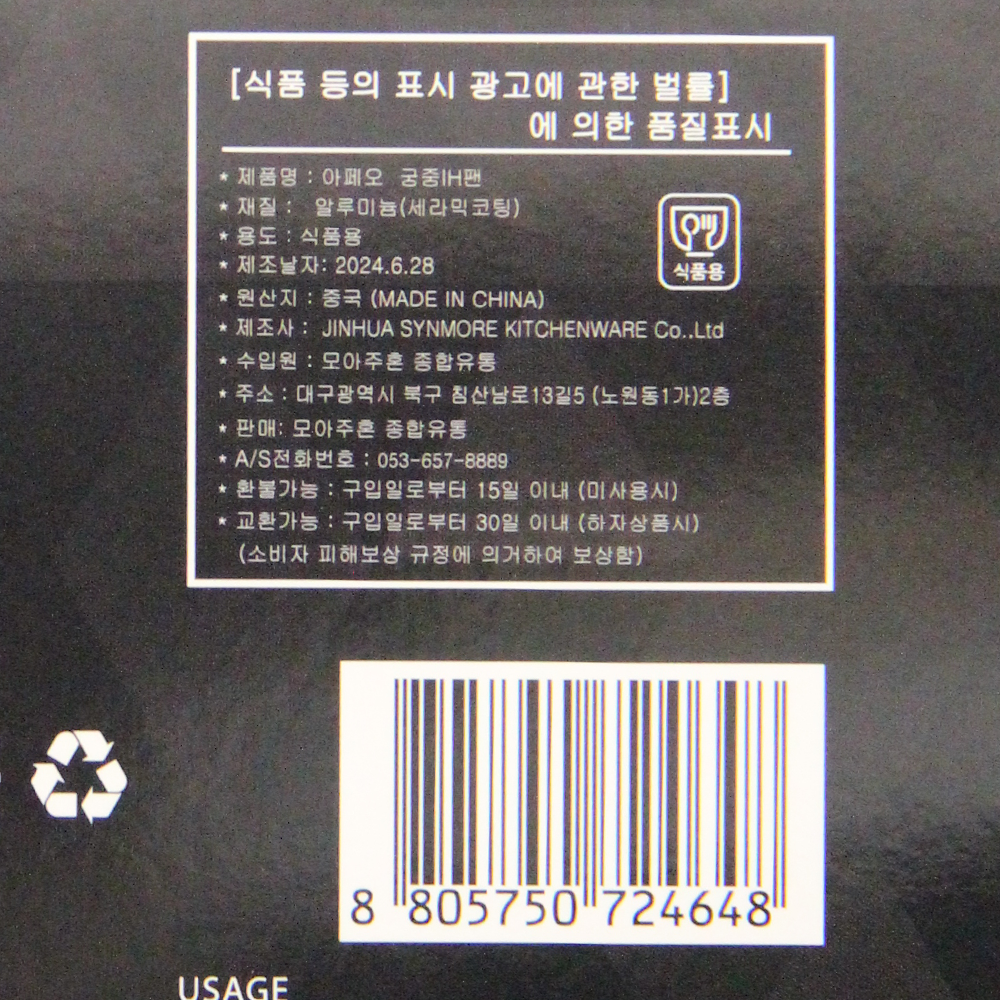 [식품 등의 표시 광고에 관한 벌률]
에 의한 품질표시
* 제품명 : 아페오 궁중IH팬
* 재질 : 알루미늄(세라믹코팅)
* 용도 : 식품용
식품용
* 제조날자: 2024.6.28
* 원산지 : 중국 (MADE IN CHINA)
* 제조사 : JINHUA SYNMORE KITCHENWARE Co.,Ltd
* 수입원 : 모아주혼 종합유통
* 주소 : 대구광역시 북구 침산남로13길5 (노원동1가)2층
* 판매: 모아주혼 종합유통
* A/S전화번호 : 053-657-8889
* 환불가능 : 구입일로부터 15일 이내 (미사용시)
* 교환가능 : 구입일로부터 30일 이내 (하자상품시)
(소비자 피해보상 규정에 의거하여 보상함)
8 805750 724648
USAGE